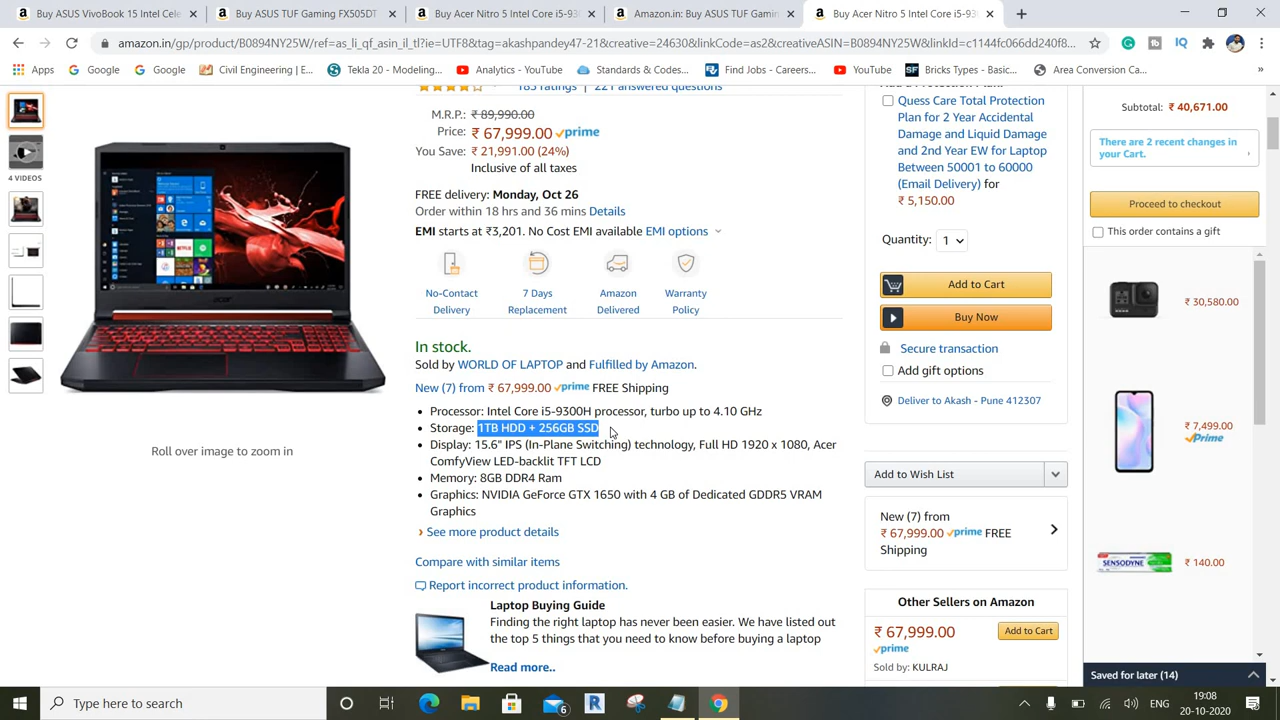 Buy ASUS VivoBook 15 Intel Cele
Buy ASUS TUF Gaming FX505DT
Buy Acer Nitro 5 Intel Core i5-930
Amazon.in: Buy ASUS TUF Gamin
Buy Acer Nitro 5 Intel Core i5-93
amazon.in/gp/product/B0894NY25W/ref=as_li_qf_asin_il_tl?ie=UTF8&tag=akashpandey47-21&creative=24630&linkCode=as2&creativeASIN=B0894NY25W&linkId=c1144fc066dd240f8...
Apps
Google
Google
Civil Engineering | E...
Tekla 20 - Modeling...
Analytics - YouTube
Standards & Codes...
Find Jobs - Careers...
YouTube
Bricks Types - Basic...
Area Conversion Ca...
4 VIDEOS
Roll over image to zoom in
185 ratings | 221 answered questions
M.R.P.: ₹ 89,990.00
Price: ₹ 67,999.00 prime
You Save: ₹ 21,991.00 (24%)
Inclusive of all taxes
FREE delivery: Monday, Oct 26
Order within 18 hrs and 36 mins Details
EMI starts at ₹3,201. No Cost EMI available EMI options
No-Contact Delivery
7 Days Replacement
Amazon Delivered
Warranty Policy
In stock.
Sold by WORLD OF LAPTOP and Fulfilled by Amazon.
New (7) from ₹ 67,999.00 prime FREE Shipping
• Processor: Intel Core i5-9300H processor, turbo up to 4.10 GHz
• Storage: 1TB HDD + 256GB SSD
• Display: 15.6" IPS (In-Plane Switching) technology, Full HD 1920 x 1080, Acer
ComfyView LED-backlit TFT LCD
• Memory: 8GB DDR4 Ram
• Graphics: NVIDIA GeForce GTX 1650 with 4 GB of Dedicated GDDR5 VRAM
Graphics
› See more product details
Compare with similar items
Report incorrect product information.
Laptop Buying Guide
Finding the right laptop has never been easier. We have listed out
the top 5 things that you need to know before buying a laptop
Read more..
Quess Care Total Protection
Plan for 2 Year Accidental
Damage and Liquid Damage
and 2nd Year EW for Laptop
Between 50001 to 60000
(Email Delivery) for
₹ 5,150.00
Quantity: 1
Add to Cart
Buy Now
Secure transaction
Add gift options
Deliver to Akash - Pune 412307
Add to Wish List
New (7) from
₹ 67,999.00 prime FREE
Shipping
Other Sellers on Amazon
₹ 67,999.00
Add to Cart
prime
Sold by: KULRAJ
Subtotal: ₹ 40,671.00
There are 2 recent changes in
your Cart.
Proceed to checkout
This order contains a gift
₹ 30,580.00
₹ 7,499.00
Prime
SENSODYNE
₹ 140.00
Saved for later (14)
Type here to search
6
19:08
ENG
20-10-2020